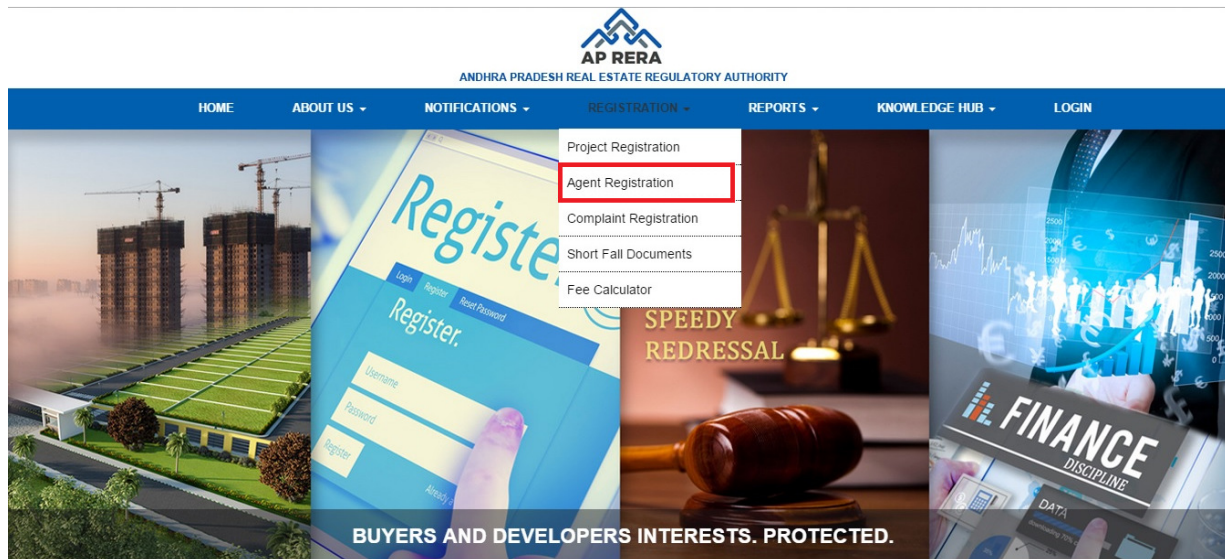 AP RERA
ANDHRA PRADESH REAL ESTATE REGULATORY AUTHORITY
HOME ABOUT US NOTIFICATIONS REGISTRATION REPORTS KNOWLEDGE HUB LOGIN
Project Registration
Agent Registration
Complaint Registration
Short Fall Documents
Fee Calculator
Login Register Reset Password
Register.
Username
Password
Register
SPEEDY
REDRESSAL
2500
2000
FINANCE
DISCIPLINE
DATA
BUYERS AND DEVELOPERS INTERESTS. PROTECTED.